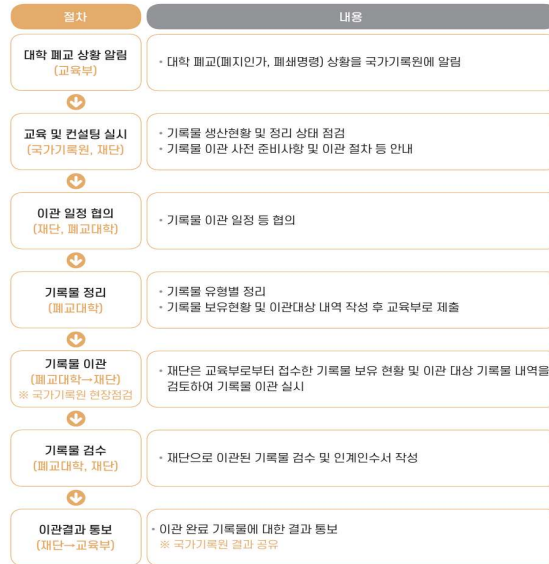 절차
내용
대학 폐교 상황 알림
(교육부)
• 대학 폐교(폐지인가, 폐쇄명령) 상황을 국가기록원에 알림
교육 및 컨설팅 실시
(국가기록원, 재단)
• 기록물 생산현황 및 정리 상태 점검
• 기록물 이관 사전 준비사항 및 이관 절차 등 안내
이관 일정 협의
(재단, 폐교대학)
• 기록물 이관 일정 등 협의
기록물 정리
(폐교대학)
• 기록물 유형별 정리
• 기록물 보유현황 및 이관대상 내역 작성 후 교육부로 제출
기록물 이관
(폐교대학→재단)
※ 국가기록원 현장점검
• 재단은 교육부로부터 접수한 기록물 보유 현황 및 이관 대상 기록물 내역을
검토하여 기록물 이관 실시
기록물 검수
(폐교대학, 재단)
• 재단으로 이관된 기록물 검수 및 인계인수서 작성
이관결과 통보
(재단→교육부)
• 이관 완료 기록물에 대한 결과 통보
※ 국가기록원 결과 공유